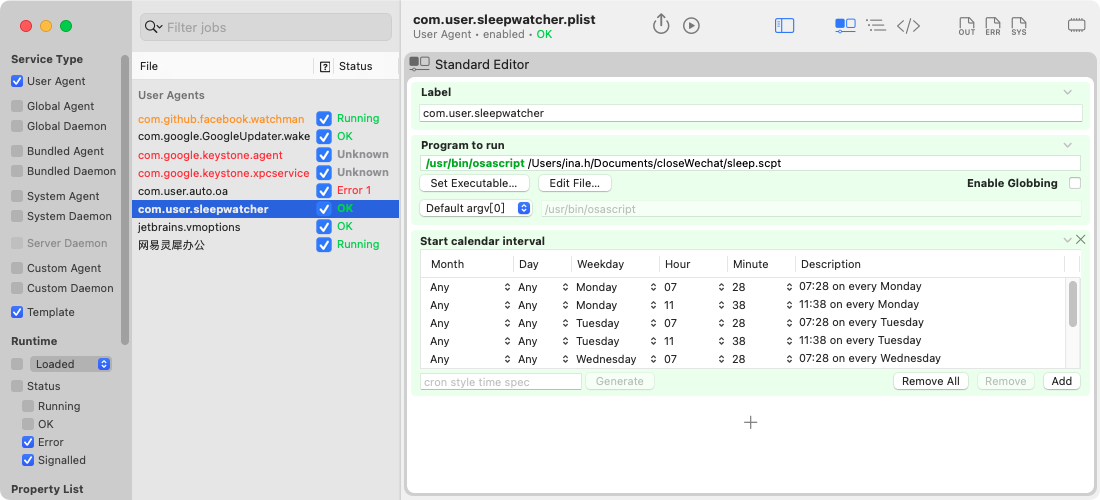 Service Type
User Agent
Global Agent
Global Daemon
Bundled Agent
Bundled Daemon
System Agent
System Daemon
Server Daemon
Custom Agent
Custom Daemon
Template
Runtime
Loaded
Status
Running
OK
Error
Signalled
Property List
Filter jobs
File ? Status
User Agents
com.github.facebook.watchman Running
com.google.GoogleUpdater.wake OK
com.google.keystone.agent Unknown
com.google.keystone.xpcservice Unknown
com.user.auto.oa Error 1
com.user.sleepwatcher OK
jetbrains.vmoptions OK
网易灵犀办公 Running
com.user.sleepwatcher.plist
User Agent • enabled • OK
OUT ERR SYS
Standard Editor
Label
com.user.sleepwatcher
Program to run
/usr/bin/osascript /Users/ina.h/Documents/closeWechat/sleep.scpt
Set Executable... Edit File... Enable Globbing
Default argv[0] /usr/bin/osascript
Start calendar interval
Month Day Weekday Hour Minute Description
Any Any Monday 07 28 07:28 on every Monday
Any Any Monday 11 38 11:38 on every Monday
Any Any Tuesday 07 28 07:28 on every Tuesday
Any Any Tuesday 11 38 11:38 on every Tuesday
Any Any Wednesday 07 28 07:28 on every Wednesday
cron style time spec Generate Remove All Remove Add